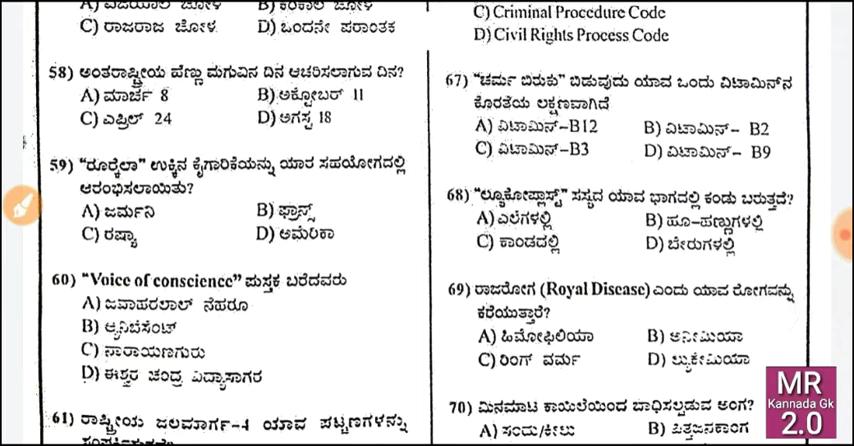 C) ರಾಜರಾಜ ಚೋಳ D) ಒಂದನೇ ಪರಾಂತಕ
58) ಅಂತರಾಷ್ಟ್ರೀಯ ಹೆಣ್ಣು ಮಗುವಿನ ದಿನ ಆಚರಿಸಲಾಗುವ ದಿನ?
A) ಮಾರ್ಚ್ 8 B) ಅಕ್ಟೋಬರ್ 11
C) ಎಪ್ರಿಲ್ 24 D) ಅಗಸ್ಟ್ 18
59) "ರೂರ್ಕೆಲಾ" ಉಕ್ಕಿನ ಕೈಗಾರಿಕೆಯನ್ನು ಯಾರ ಸಹಯೋಗದಲ್ಲಿ
ಆರಂಭಿಸಲಾಯಿತು?
A) ಜರ್ಮನಿ B) ಫ್ರಾನ್ಸ್
C) ರಷ್ಯಾ D) ಅಮೆರಿಕಾ
60) "Voice of conscience" ಪುಸ್ತಕ ಬರೆದವರು
A) ಜವಾಹರಲಾಲ್ ನೆಹರೂ
B) ಆ್ಯನಿಬೆಸೆಂಟ್
C) ನಾರಾಯಣಗುರು
D) ಈಶ್ವರ ಚಂದ್ರ ವಿದ್ಯಾಸಾಗರ
61) ರಾಷ್ಟ್ರೀಯ ಜಲಮಾರ್ಗ-4 ಯಾವ ಪಟ್ಟಣಗಳನ್ನು
C) Criminal Procedure Code
D) Civil Rights Process Code
67) "ಚರ್ಮ ಬಿರುಕು" ಬಿಡುವುದು ಯಾವ ಒಂದು ವಿಟಾಮಿನ್‌ನ
ಕೊರತೆಯ ಲಕ್ಷಣವಾಗಿದೆ
A) ವಿಟಾಮಿನ್-B12 B) ವಿಟಾಮಿನ್- B2
C) ವಿಟಾಮಿನ್-B3 D) ವಿಟಾಮಿನ್- B9
68) "ಲ್ಯೂಕೋಪ್ಲಾಸ್ಟ್" ಸಸ್ಯದ ಯಾವ ಭಾಗದಲ್ಲಿ ಕಂಡು ಬರುತ್ತದೆ?
A) ಎಲೆಗಳಲ್ಲಿ B) ಹೂ-ಹಣ್ಣುಗಳಲ್ಲಿ
C) ಕಾಂಡದಲ್ಲಿ D) ಬೇರುಗಳಲ್ಲಿ
69) ರಾಜರೋಗ (Royal Disease) ಎಂದು ಯಾವ ರೋಗವನ್ನು
ಕರೆಯುತ್ತಾರೆ?
A) ಹಿಮೋಫಿಲಿಯಾ B) ಅನೀಮಿಯಾ
C) ರಿಂಗ್ ವರ್ಮ D) ಲ್ಯುಕೇಮಿಯಾ
70) ಮಿನಮಾಟ ಕಾಯಿಲೆಯಿಂದ ಬಾಧಿಸಲ್ಪಡುವ ಅಂಗ?
A) ಸಂದು/ಕೀಲು B) ಪಿತ್ತಜನಕಾಂಗ
MR
Kannada Gk
2.0